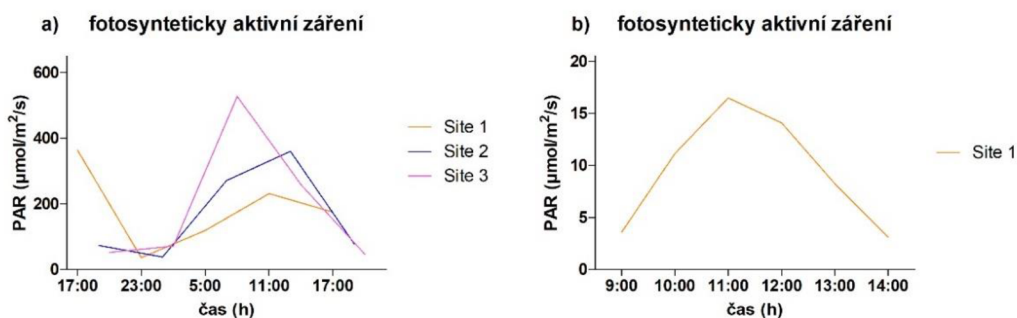 a) fotosynteticky aktivní záření
600
400
200
0
PAR (µmol/m²/s)
17:00 23:00 5:00 11:00 17:00
čas (h)
Site 1
Site 2
Site 3
b) fotosynteticky aktivní záření
20
15
10
5
0
PAR (µmol/m²/s)
9:00 10:00 11:00 12:00 13:00 14:00
čas (h)
Site 1